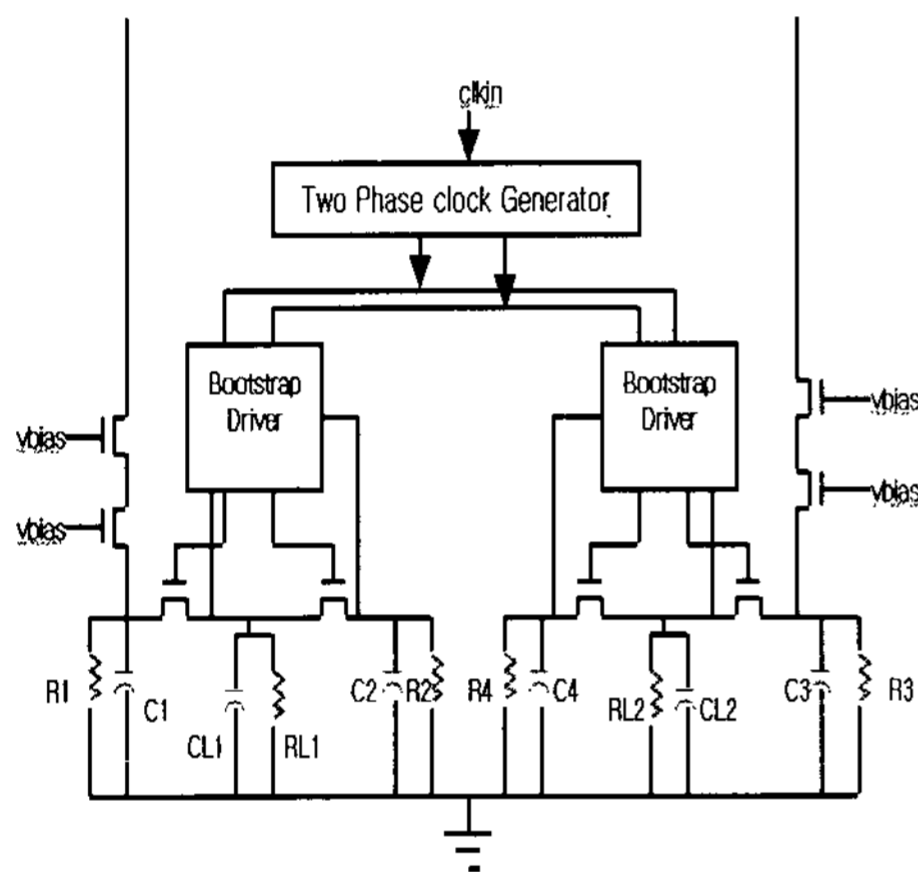 clkin
Two Phase clock Generator
Bootstrap
Driver
Bootstrap
Driver
vbias
vbias
vbias
vbias
R1
C1
CL1
RL1
C2
R2
R4
C4
RL2
CL2
C3
R3